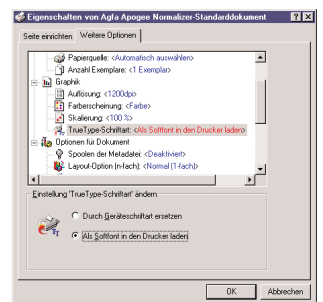 Eigenschaften von Agfa Apogee Normalizer-Standarddokument
Seite einrichten Weitere Optionen
Papierquelle: <Automatisch auswählen>
Anzahl Exemplare: <1 Exemplar>
Graphik
Auflösung: <1200dpi>
Farberscheinung: <Farbe>
Skalierung: <100 %>
TrueType-Schriftart: <Als Softfont in den Drucker laden>
Optionen für Dokument
Spoolen der Metadatei: <Deaktiviert>
Layout-Option (n-fach): <Normal (1-fach)>
Einstellung 'TrueType-Schriftart' ändern
Durch Geräteschriftart ersetzen
Als Softfont in den Drucker laden
OK Abbrechen